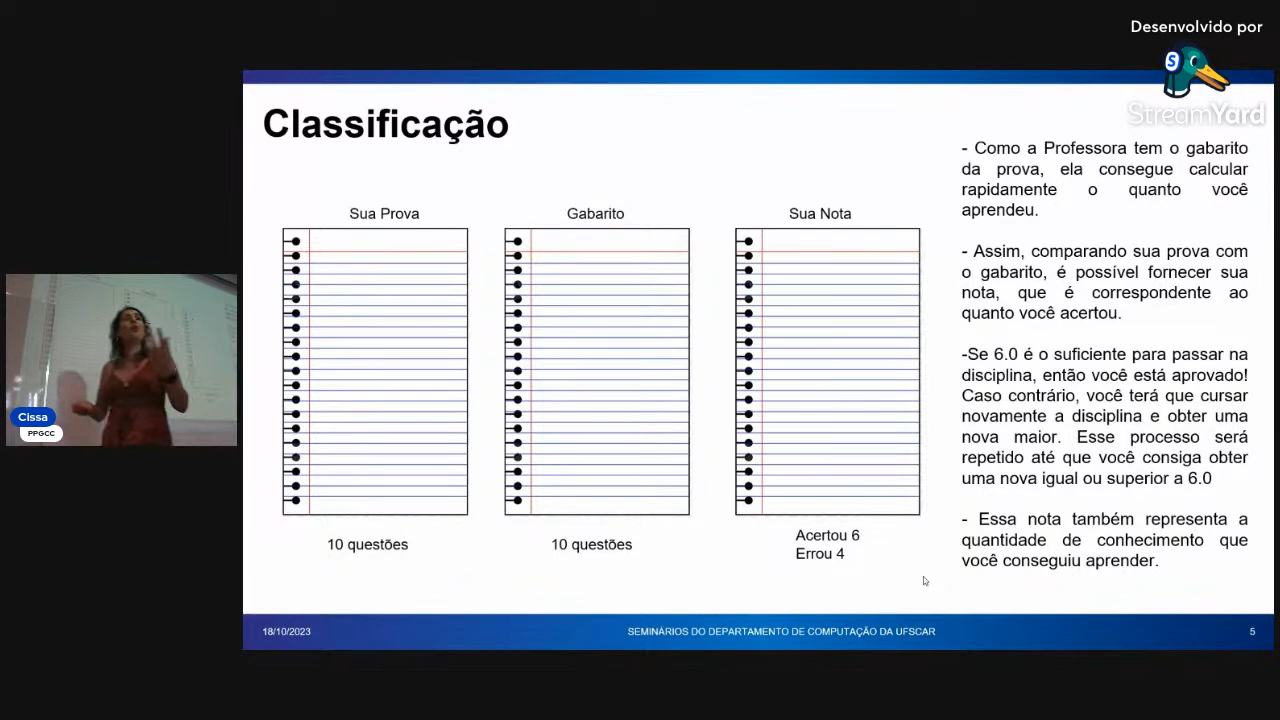 Desenvolvido por
StreamYard
Classificação
Sua Prova
Gabarito
Sua Nota
10 questões
10 questões
Acertou 6
Errou 4
- Como a Professora tem o gabarito
da prova, ela consegue calcular
rapidamente o quanto você
aprendeu.
- Assim, comparando sua prova com
o gabarito, é possível fornecer sua
nota, que é correspondente ao
quanto você acertou.
-Se 6.0 é o suficiente para passar na
disciplina, então você está aprovado!
Caso contrário, você terá que cursar
novamente a disciplina e obter uma
nova maior. Esse processo será
repetido até que você consiga obter
uma nova igual ou superior a 6.0
- Essa nota também representa a
quantidade de conhecimento que
você conseguiu aprender.
Cissa
PPGCC
18/10/2023
SEMINÁRIOS DO DEPARTAMENTO DE COMPUTAÇÃO DA UFSCAR
5